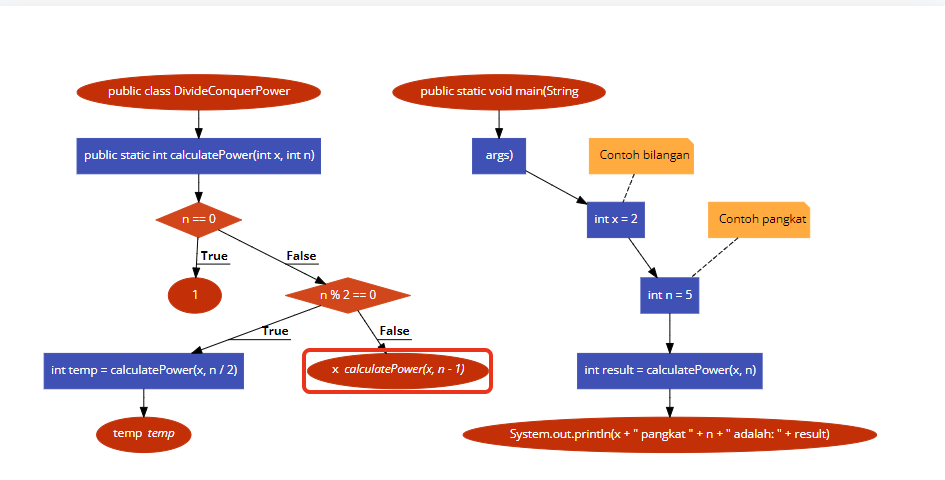 public class DivideConquerPower
public static int calculatePower(int x, int n)
n == 0
True
False
1
n % 2 == 0
True
False
int temp = calculatePower(x, n / 2)
x calculatePower(x, n - 1)
temp temp
public static void main(String
args)
Contoh bilangan
int x = 2
Contoh pangkat
int n = 5
int result = calculatePower(x, n)
System.out.println(x + " pangkat " + n + " adalah: " + result)